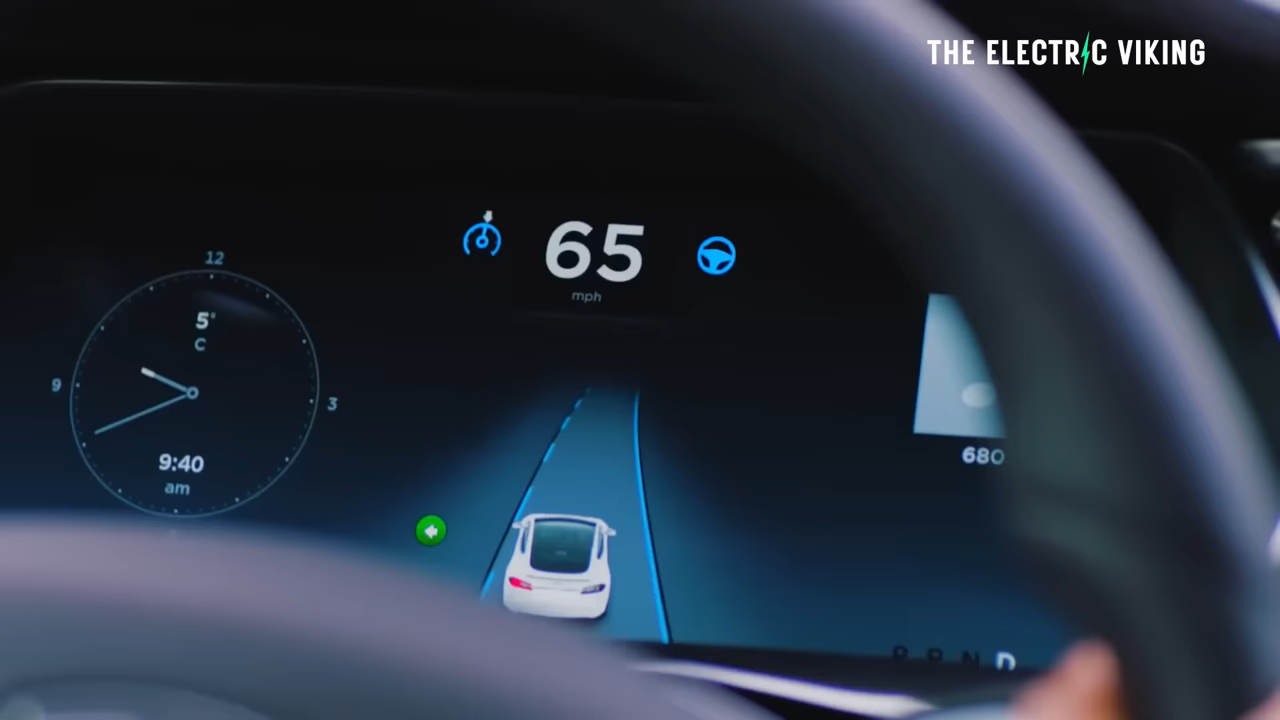 THE ELECTRIC VIKING
65
mph
12
5°
C
9
3
9:40
am
680
P R N D